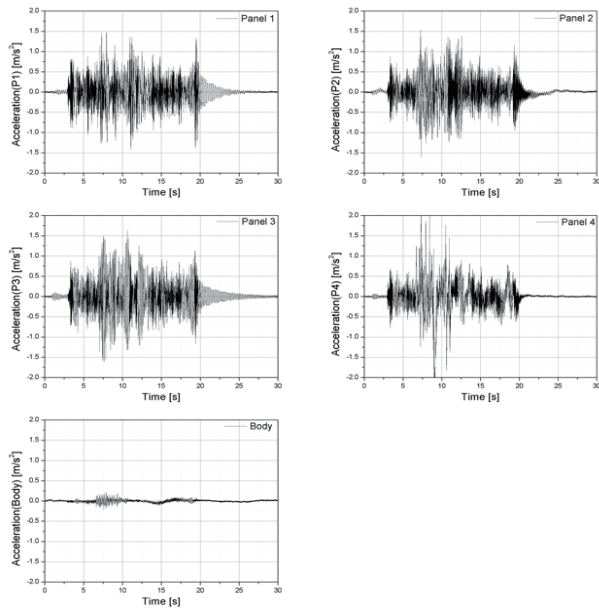 Panel 1
Acceleration(P1) [m/s²]
2.0
1.5
1.0
0.5
0.0
-0.5
-1.0
-1.5
-2.0
0 5 10 15 20 25 30
Time [s]
Panel 2
Acceleration(P2) [m/s²]
2.0
1.5
1.0
0.5
0.0
-0.5
-1.0
-1.5
-2.0
0 5 10 15 20 25 30
Time [s]
Panel 3
Acceleration(P3) [m/s²]
2.0
1.5
1.0
0.5
0.0
-0.5
-1.0
-1.5
-2.0
0 5 10 15 20 25 30
Time [s]
Panel 4
Acceleration(P4) [m/s²]
2.0
1.5
1.0
0.5
0.0
-0.5
-1.0
-1.5
-2.0
0 5 10 15 20 25 30
Time [s]
Body
Acceleration(Body) [m/s²]
2.0
1.5
1.0
0.5
0.0
-0.5
-1.0
-1.5
-2.0
0 5 10 15 20 25 30
Time [s]